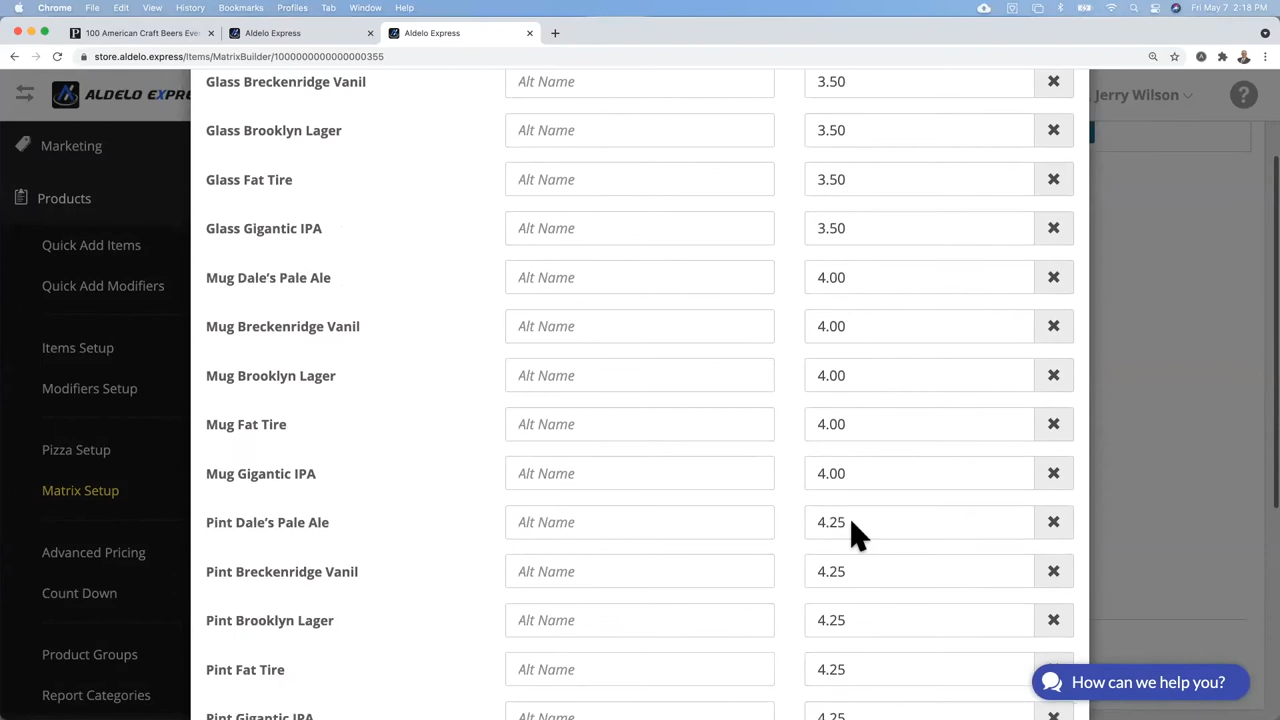 Chrome File Edit View History Bookmarks Profiles Tab Window Help Fri May 7 2:18 PM
100 American Craft Beers Eve Aldelo Express Aldelo Express
store.aldelo.express/Items/MatrixBuilder/1000000000000000355
ALDELO EXPRE Jerry Wilson ?
Marketing
Products
Quick Add Items
Quick Add Modifiers
Items Setup
Modifiers Setup
Pizza Setup
Matrix Setup
Advanced Pricing
Count Down
Product Groups
Report Categories
Glass Breckenridge Vanil Alt Name 3.50
Glass Brooklyn Lager Alt Name 3.50
Glass Fat Tire Alt Name 3.50
Glass Gigantic IPA Alt Name 3.50
Mug Dale’s Pale Ale Alt Name 4.00
Mug Breckenridge Vanil Alt Name 4.00
Mug Brooklyn Lager Alt Name 4.00
Mug Fat Tire Alt Name 4.00
Mug Gigantic IPA Alt Name 4.00
Pint Dale’s Pale Ale Alt Name 4.25
Pint Breckenridge Vanil Alt Name 4.25
Pint Brooklyn Lager Alt Name 4.25
Pint Fat Tire Alt Name 4.25
Pint Gigantic IPA Alt Name 4.25
How can we help you?